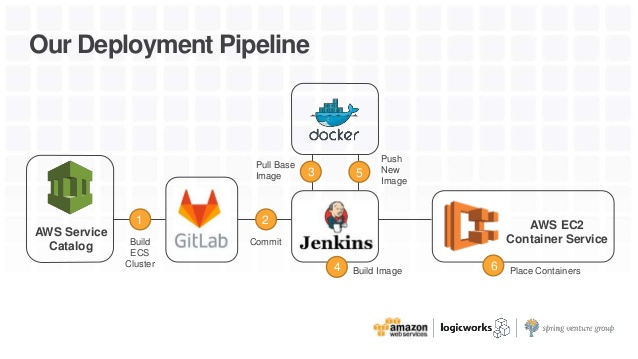 Our Deployment Pipeline
docker
Pull Base
Image
3
5
Push
New
Image
AWS Service
Catalog
1
Build
ECS
Cluster
GitLab
2
Commit
Jenkins
4
Build Image
AWS EC2
Container Service
6
Place Containers
amazon
webservices
logicworks
spring venture group